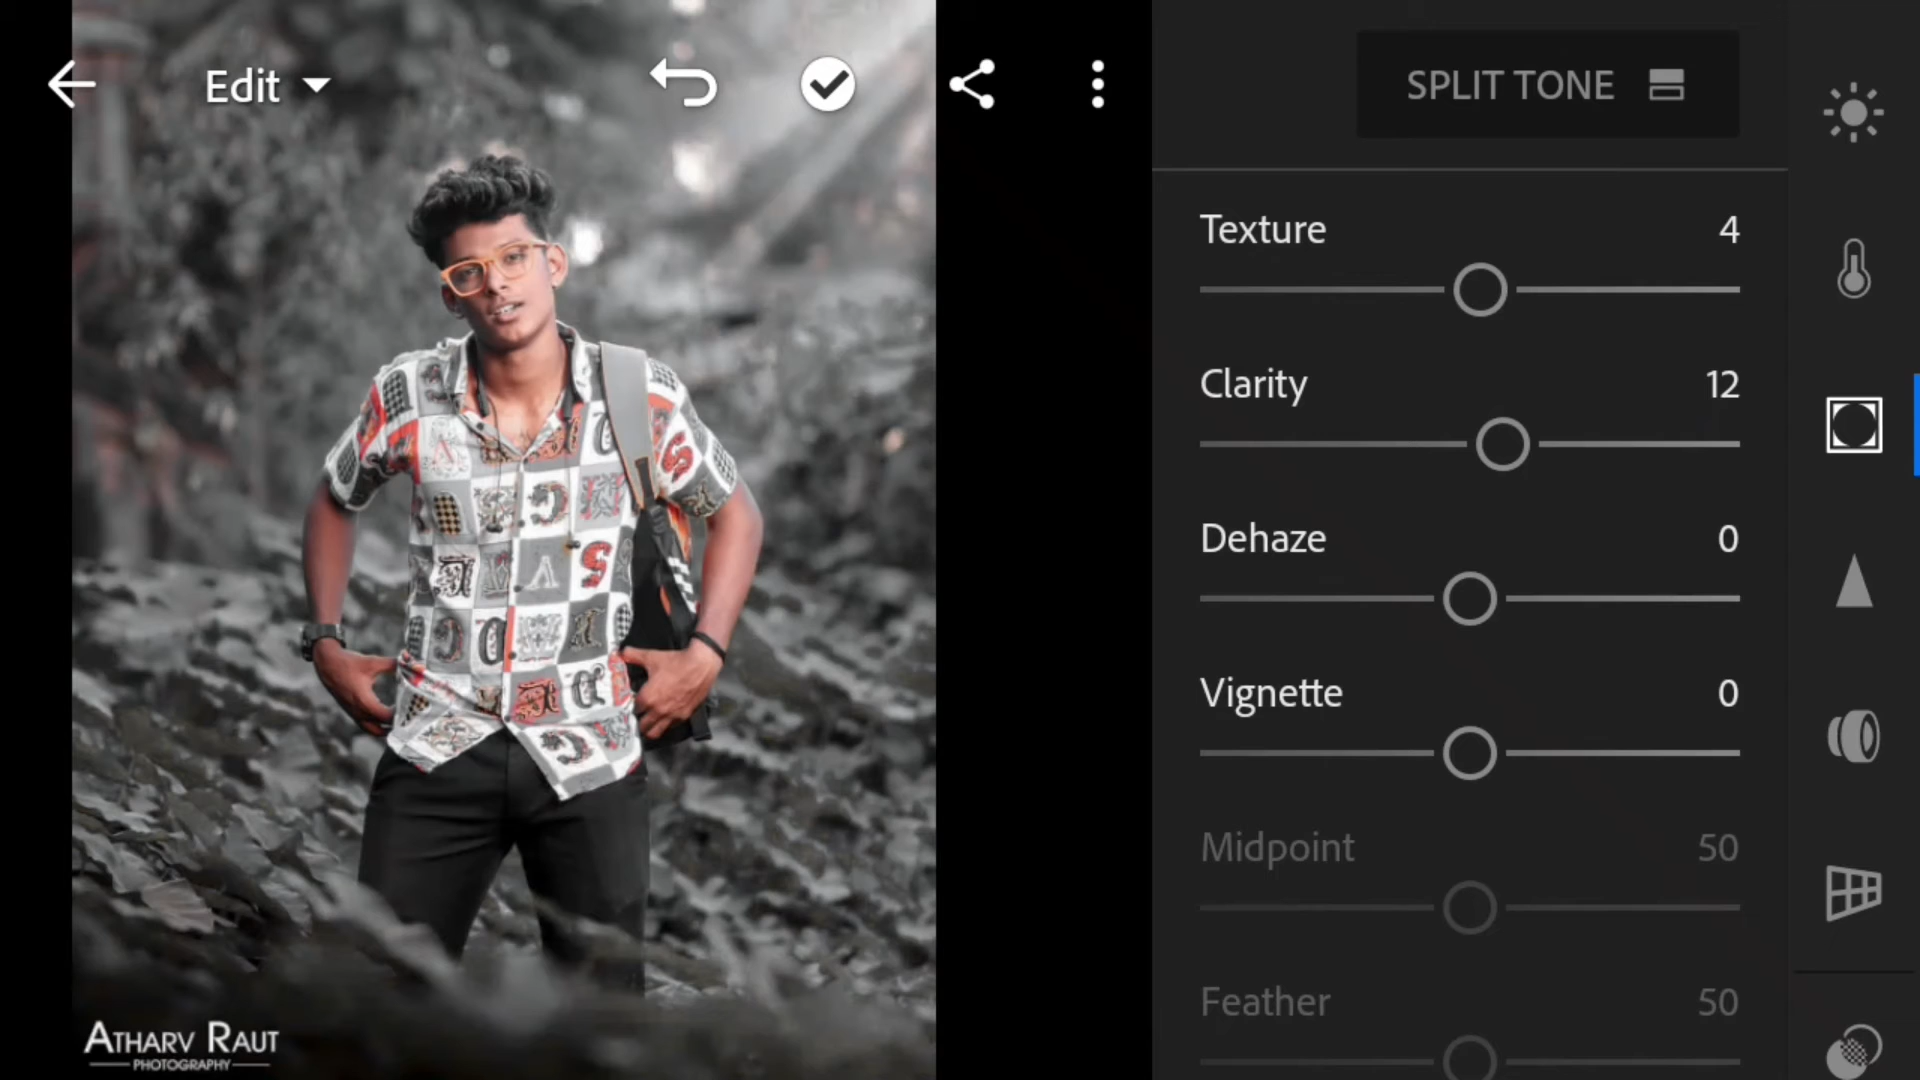 Edit
SPLIT TONE
Texture 4
Clarity 12
Dehaze 0
Vignette 0
Midpoint 50
Feather 50
ATHARV RAUT
PHOTOGRAPHY